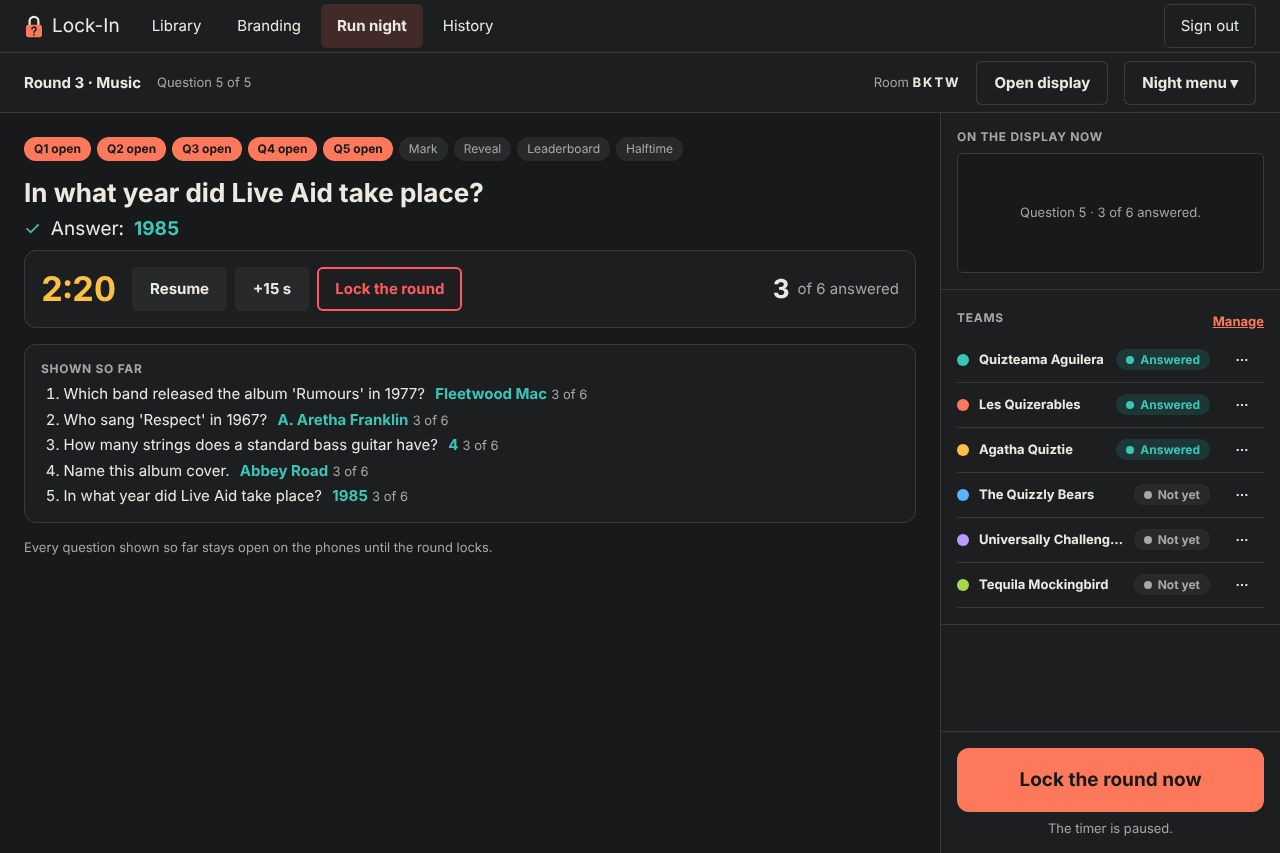 Lock-In Library Branding Run night History Sign out
Round 3 · Music Question 5 of 5 Room BKTW Open display Night menu ▾
Q1 open Q2 open Q3 open Q4 open Q5 open Mark Reveal Leaderboard Halftime
In what year did Live Aid take place?
✓ Answer: 1985
2:20 Resume +15 s Lock the round 3 of 6 answered
SHOWN SO FAR
1. Which band released the album 'Rumours' in 1977? Fleetwood Mac 3 of 6
2. Who sang 'Respect' in 1967? A. Aretha Franklin 3 of 6
3. How many strings does a standard bass guitar have? 4 3 of 6
4. Name this album cover. Abbey Road 3 of 6
5. In what year did Live Aid take place? 1985 3 of 6
Every question shown so far stays open on the phones until the round locks.
ON THE DISPLAY NOW
Question 5 · 3 of 6 answered.
TEAMS Manage
Quizteama Aguilera Answered ...
Les Quizerables Answered ...
Agatha Quiztie Answered ...
The Quizzly Bears Not yet ...
Universally Challeng... Not yet ...
Tequila Mockingbird Not yet ...
Lock the round now
The timer is paused.